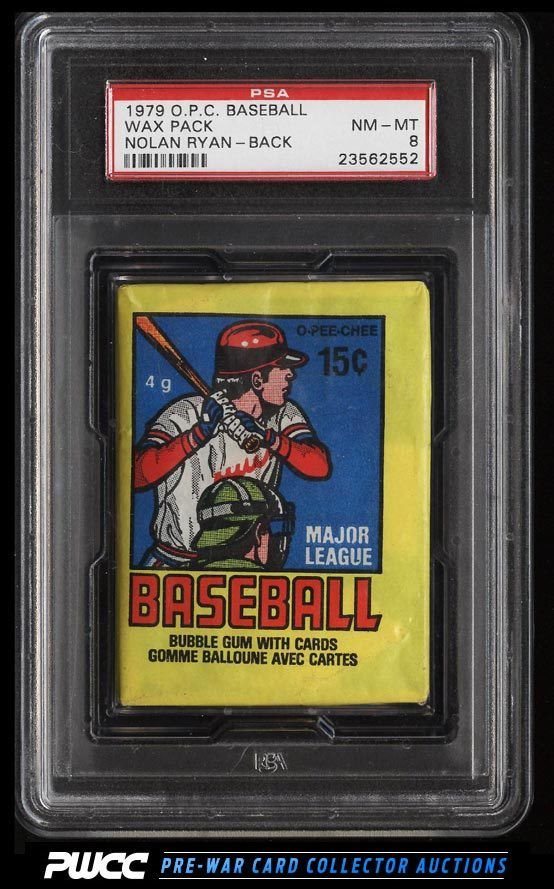 PSA
1979 O.P.C. BASEBALL
WAX PACK NM - MT
NOLAN RYAN - BACK 8
23562552
O-PEE-CHEE
15¢
4 g
MAJOR
LEAGUE
BASEBALL
BUBBLE GUM WITH CARDS
GOMME BALLOUNE AVEC CARTES
PSA
PWCC PRE-WAR CARD COLLECTOR AUCTIONS